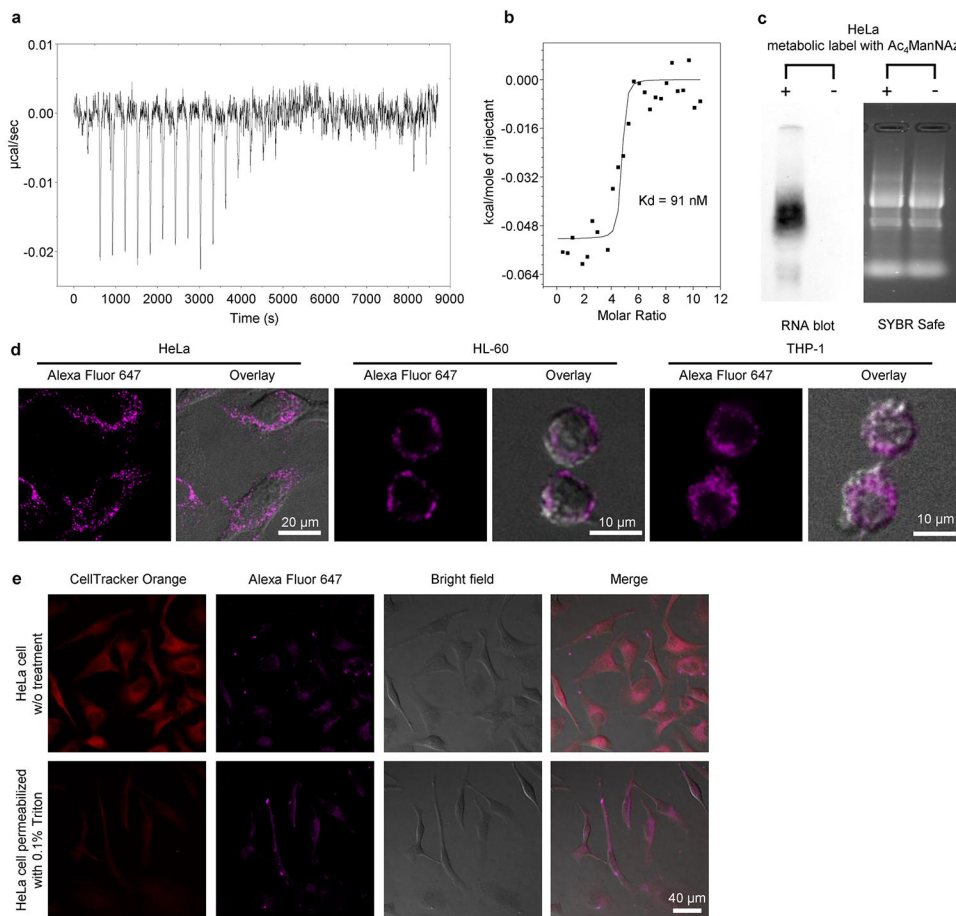 a
0.01
0.00
-0.01
-0.02
µcal/sec
0 1000 2000 3000 4000 5000 6000 7000 8000 9000
Time (s)
b
0.000
-0.016
-0.032
-0.048
-0.064
kcal/mole of injectant
Kd = 91 nM
0 2 4 6 8 10 12
Molar Ratio
c
HeLa
metabolic label with Ac₄ManNAz
+ - + -
RNA blot SYBR Safe
d
HeLa HL-60 THP-1
Alexa Fluor 647 Overlay Alexa Fluor 647 Overlay Alexa Fluor 647 Overlay
20 µm 10 µm 10 µm
e
CellTracker Orange Alexa Fluor 647 Bright field Merge
HeLa cell
w/o treatment
HeLa cell permeabilized
with 0.1% Triton
40 µm